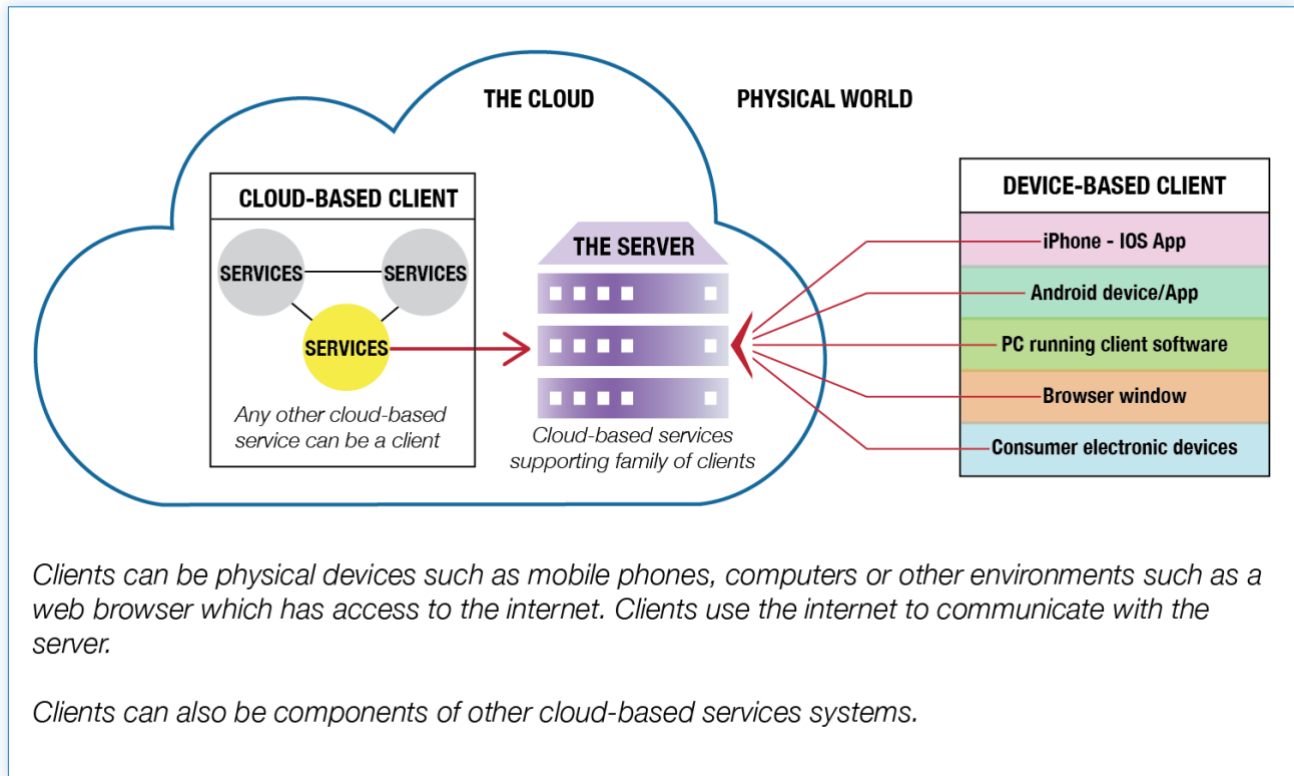 THE CLOUD
PHYSICAL WORLD
CLOUD-BASED CLIENT
SERVICES
SERVICES
SERVICES
Any other cloud-based
service can be a client
THE SERVER
Cloud-based services
supporting family of clients
DEVICE-BASED CLIENT
iPhone - IOS App
Android device/App
PC running client software
Browser window
Consumer electronic devices
Clients can be physical devices such as mobile phones, computers or other environments such as a
web browser which has access to the internet. Clients use the internet to communicate with the
server.
Clients can also be components of other cloud-based services systems.